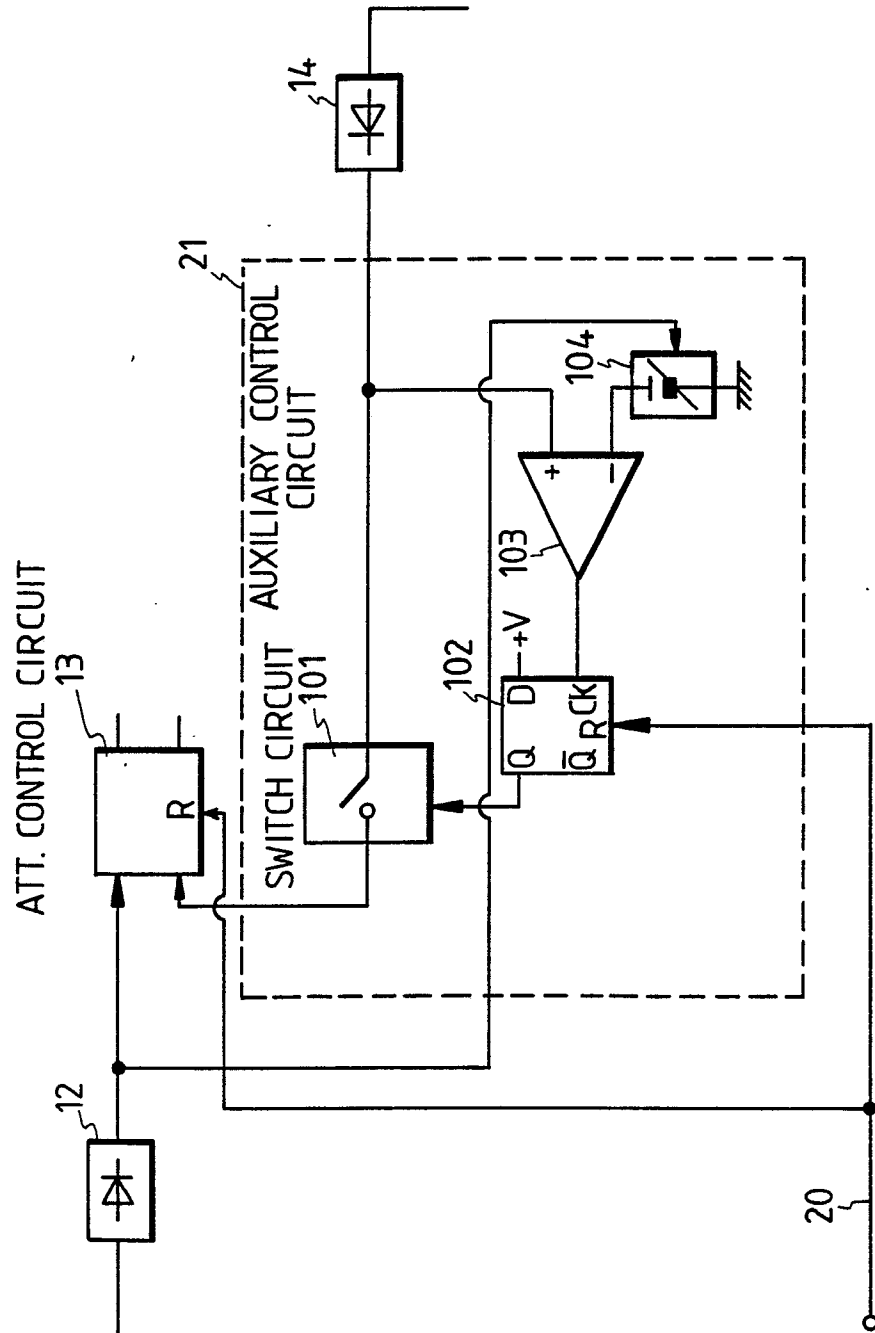 ATT. CONTROL CIRCUIT
13
R
12
21
AUXILIARY CONTROL
CIRCUIT
14
SWITCH CIRCUIT
101
102
+V
Q
D
Q̅
R
CK
103
+
−
104
20